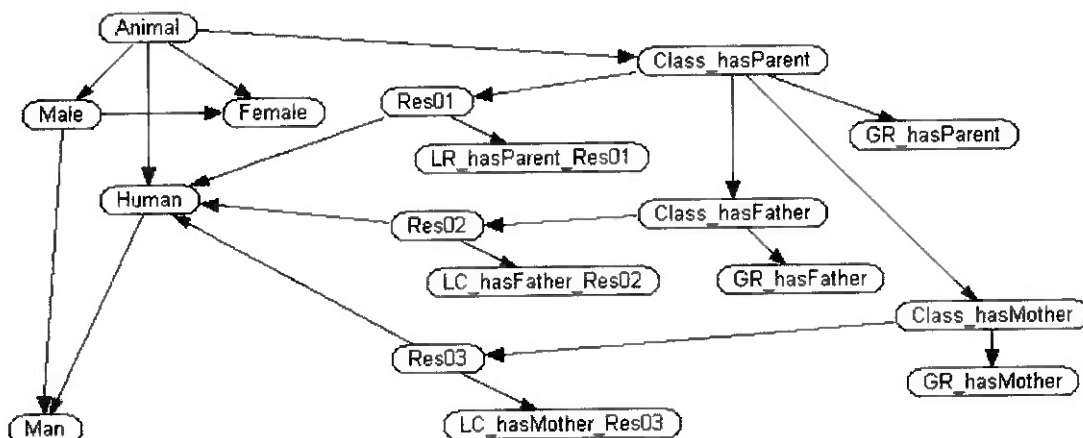 Animal
Class_hasParent
Res01
Male
Female
GR_hasParent
LR_hasParent_Res01
Human
Class_hasFather
Res02
GR_hasFather
LC_hasFather_Res02
Class_hasMother
Res03
GR_hasMother
LC_hasMother_Res03
Man